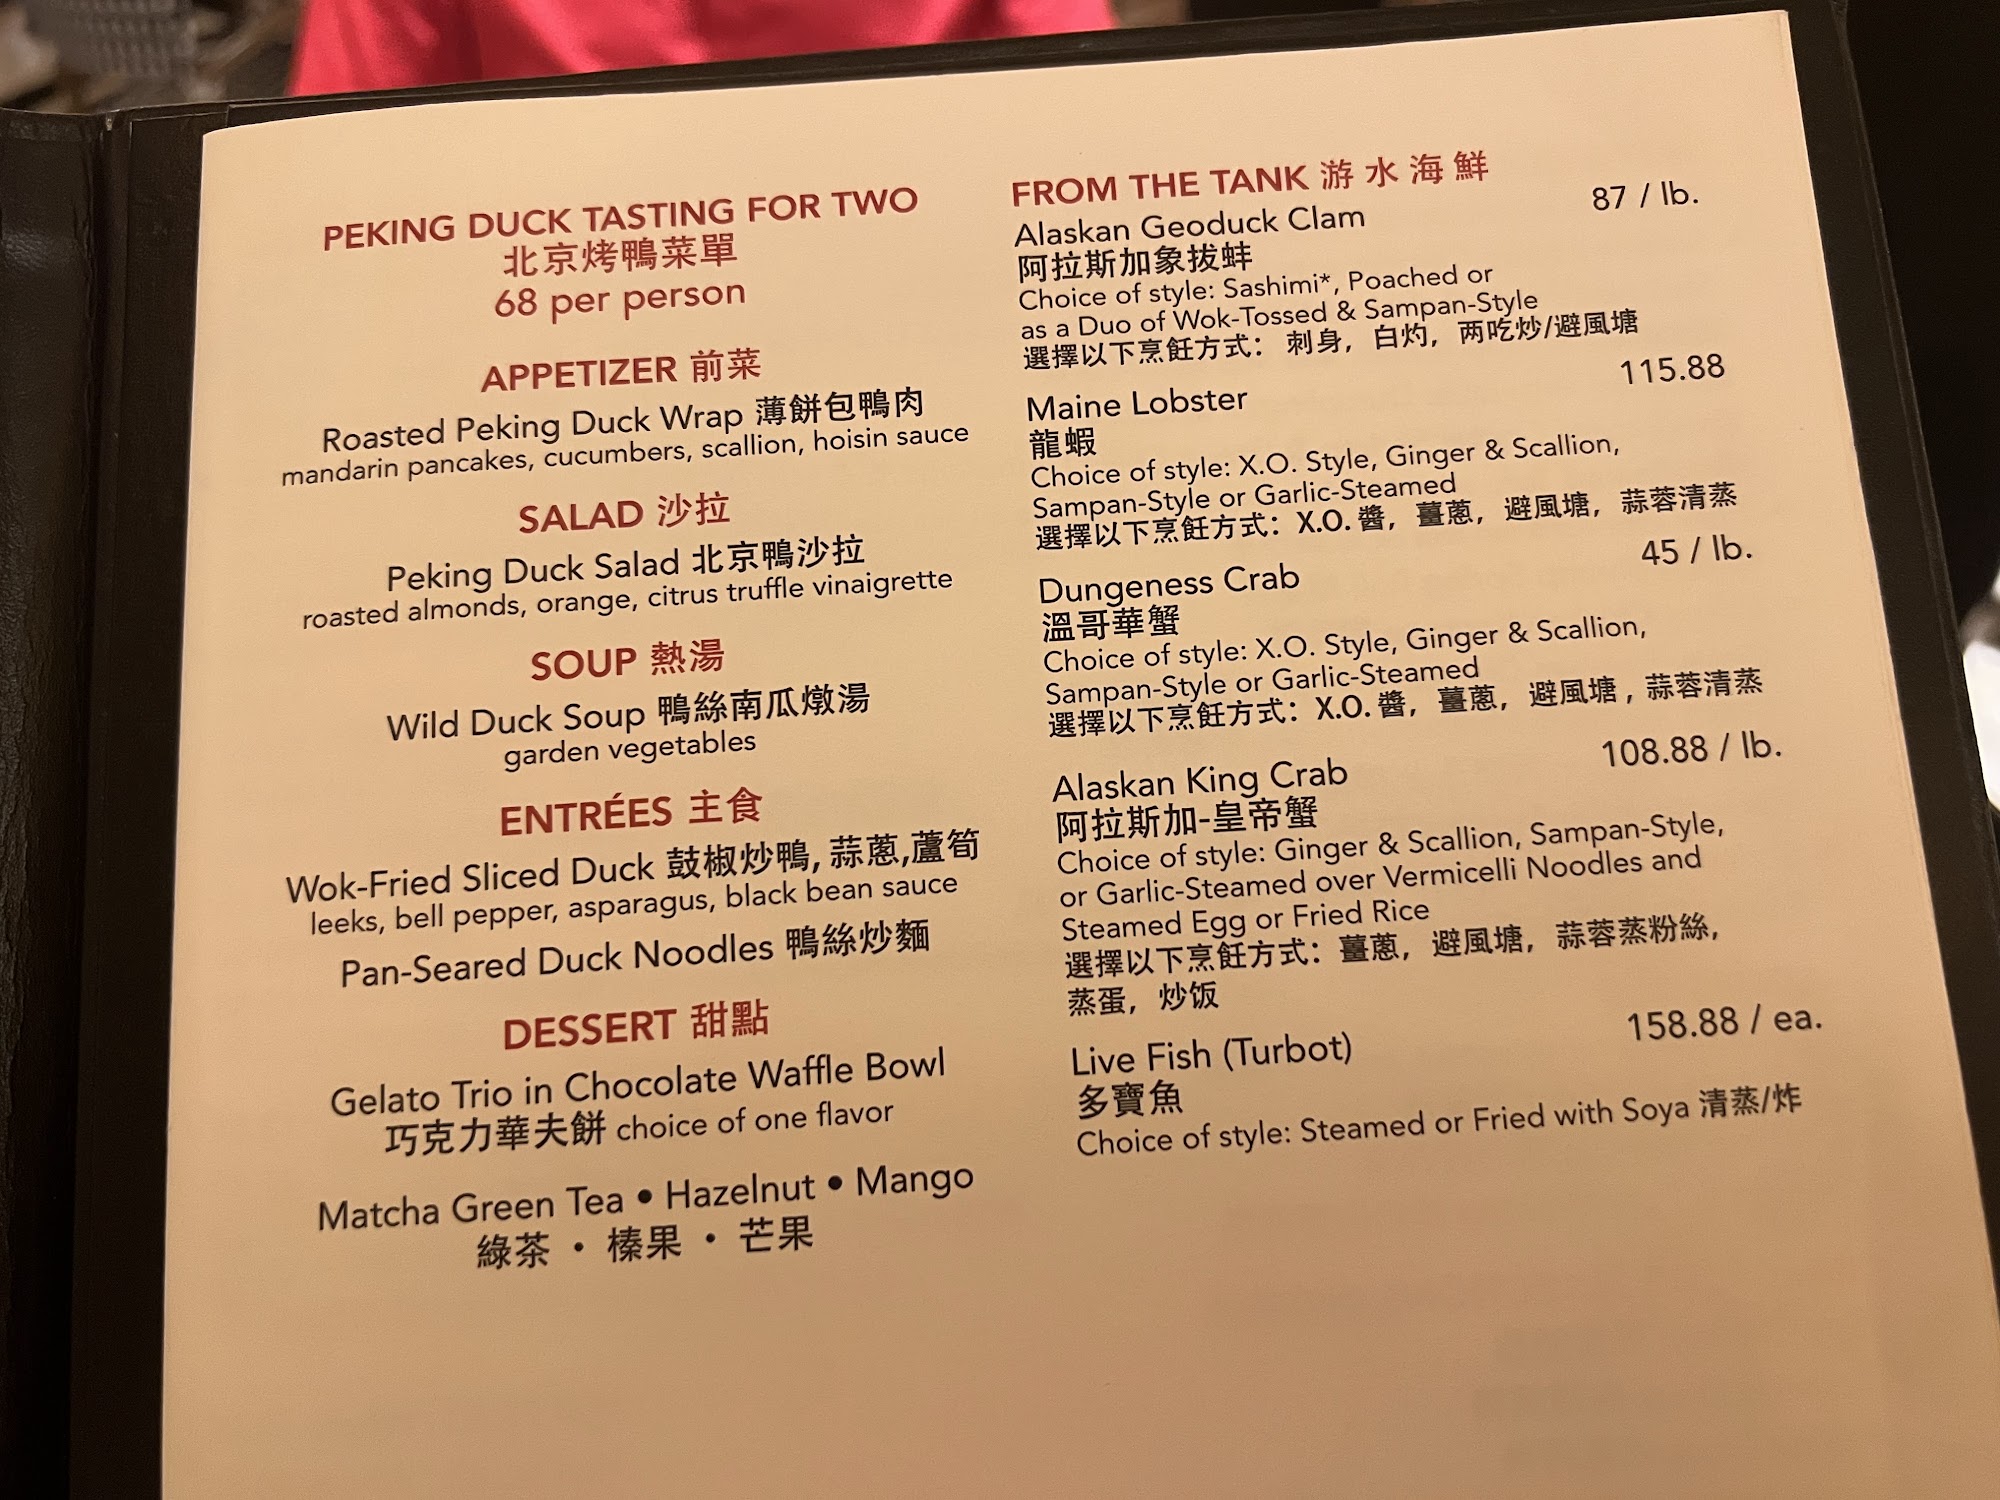 PEKING DUCK TASTING FOR TWO
北京烤鴨菜單
68 per person
APPETIZER 前菜
Roasted Peking Duck Wrap 薄餅包鴨肉
mandarin pancakes, cucumbers, scallion, hoisin sauce
SALAD 沙拉
Peking Duck Salad 北京鴨沙拉
roasted almonds, orange, citrus truffle vinaigrette
SOUP 熱湯
Wild Duck Soup 鴨絲南瓜燉湯
garden vegetables
ENTRÉES 主食
Wok-Fried Sliced Duck 鼓椒炒鴨, 蒜蔥,蘆筍
leeks, bell pepper, asparagus, black bean sauce
Pan-Seared Duck Noodles 鴨絲炒麵
DESSERT 甜點
Gelato Trio in Chocolate Waffle Bowl
巧克力華夫餅 choice of one flavor
Matcha Green Tea • Hazelnut • Mango
綠茶 • 榛果 • 芒果
FROM THE TANK 游水海鮮
Alaskan Geoduck Clam 87 / lb.
阿拉斯加象拔蚌
Choice of style: Sashimi*, Poached or
as a Duo of Wok-Tossed & Sampan-Style
選擇以下烹飪方式： 刺身，白灼，两吃炒/避風塘
Maine Lobster 115.88
龍蝦
Choice of style: X.O. Style, Ginger & Scallion,
Sampan-Style or Garlic-Steamed
選擇以下烹飪方式：X.O. 醬，薑蔥，避風塘，蒜蓉清蒸
Dungeness Crab 45 / lb.
溫哥華蟹
Choice of style: X.O. Style, Ginger & Scallion,
Sampan-Style or Garlic-Steamed
選擇以下烹飪方式：X.O. 醬，薑蔥，避風塘 , 蒜蓉清蒸
Alaskan King Crab 108.88 / lb.
阿拉斯加-皇帝蟹
Choice of style: Ginger & Scallion, Sampan-Style,
or Garlic-Steamed over Vermicelli Noodles and
Steamed Egg or Fried Rice
選擇以下烹飪方式：薑蔥，避風塘，蒜蓉蒸粉絲，
蒸蛋，炒饭
Live Fish (Turbot) 158.88 / ea.
多寶魚
Choice of style: Steamed or Fried with Soya 清蒸/炸